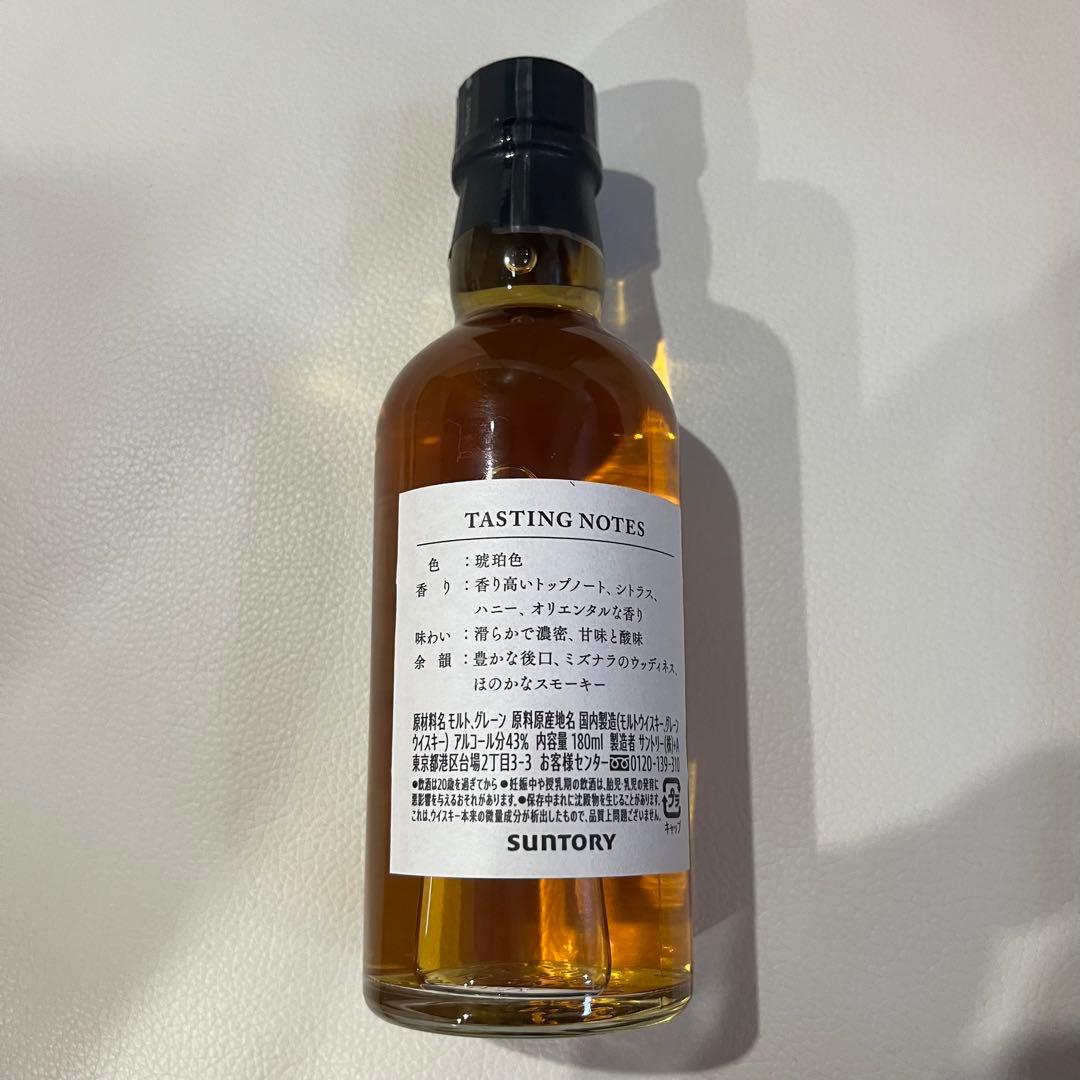 TASTING NOTES
色 : 琥珀色
香り : 香り高いトップノート、シトラス、
ハニー、オリエンタルな香り
味わい : 滑らかで濃密、甘味と酸味
余韻 : 豊かな後口、ミズナラのウッディネス、
ほのかなスモーキー
原材料名 モルト、グレーン 原料原産地名 国内製造(モルトウイスキー、グレーン
ウイスキー) アルコール分43% 内容量 180ml 製造者 サントリー(株)+A
東京都港区台場2丁目3-3 お客様センター 0120-139-310
●飲酒は20歳を過ぎてから ●妊娠中や授乳期の飲酒は、胎児・乳児の発育に
悪影響を与えるおそれがあります。●保存中まれに沈殿物を生じることがあります。
これは、ウイスキー本来の微量成分が析出したもので、品質上問題ございません。
プラ
キャップ
SUNTORY